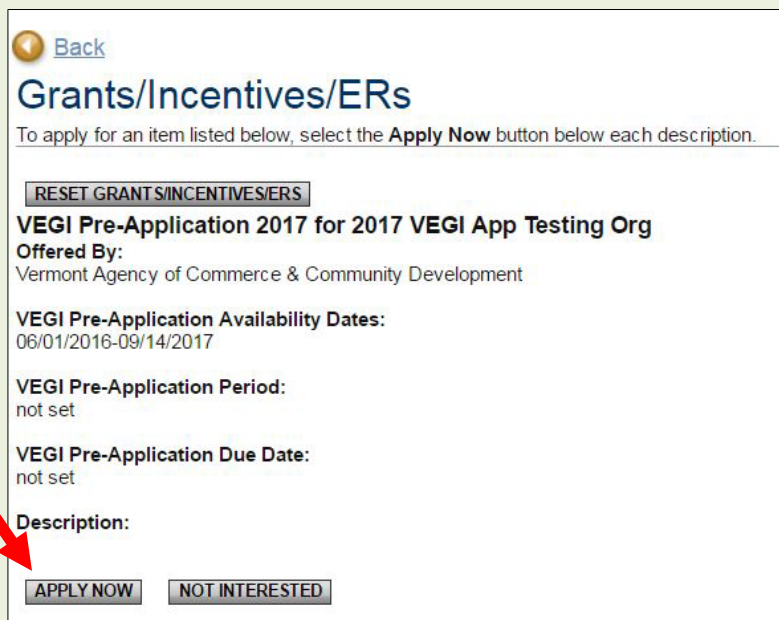 Back
Grants/Incentives/ERs
To apply for an item listed below, select the Apply Now button below each description.
RESET GRANTS/INCENTIVES/ERS
VEGI Pre-Application 2017 for 2017 VEGI App Testing Org
Offered By:
Vermont Agency of Commerce & Community Development
VEGI Pre-Application Availability Dates:
06/01/2016-09/14/2017
VEGI Pre-Application Period:
not set
VEGI Pre-Application Due Date:
not set
Description:
APPLY NOW NOT INTERESTED